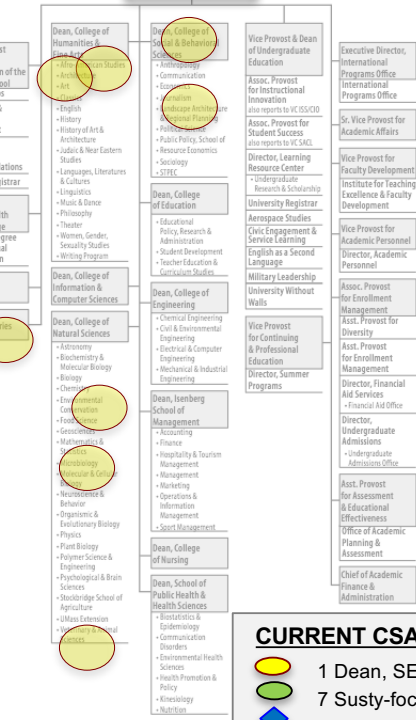 Dean, College of
Humanities &
Fine Arts
• Afro-American Studies
• Architecture
• Art
• Classics
• English
• History
• History of Art &
Architecture
• Judaic & Near Eastern
Studies
• Languages, Literatures
& Cultures
• Linguistics
• Music & Dance
• Philosophy
• Theater
• Women, Gender,
Sexuality Studies
• Writing Program
Dean, College of
Information &
Computer Sciences
Dean, College of
Natural Sciences
• Astronomy
• Biochemistry &
Molecular Biology
• Biology
• Chemistry
• Environmental
Conservation
• Food Science
• Geosciences
• Mathematics &
Statistics
• Microbiology
• Molecular & Cellular
Biology
• Neuroscience &
Behavior
• Organismic &
Evolutionary Biology
• Physics
• Plant Biology
• Polymer Science &
Engineering
• Psychological & Brain
Sciences
• Stockbridge School of
Agriculture
• UMass Extension
• Veterinary & Animal
Sciences
Dean, College of
Social & Behavioral
Sciences
• Anthropology
• Communication
• Economics
• Journalism
• Landscape Architecture
& Regional Planning
• Political Science
• Public Policy, School of
• Resource Economics
• Sociology
• STPEC
Dean, College
of Education
• Educational
Policy, Research &
Administration
• Student Development
• Teacher Education &
Curriculum Studies
Dean, College of
Engineering
• Chemical Engineering
• Civil & Environmental
Engineering
• Electrical & Computer
Engineering
• Mechanical & Industrial
Engineering
Dean, Isenberg
School of
Management
• Accounting
• Finance
• Hospitality & Tourism
Management
• Management
• Marketing
• Operations &
Information
Management
• Sport Management
Dean, College
of Nursing
Dean, School of
Public Health &
Health Sciences
• Biostatistics &
Epidemiology
• Communication
Disorders
• Environmental Health
Sciences
• Health Promotion &
Policy
• Kinesiology
• Nutrition
Vice Provost & Dean
of Undergraduate
Education
Assoc. Provost
for Instructional
Innovation
also reports to VC ISS/CIO
Assoc. Provost for
Student Success
also reports to VC SACL
Director, Learning
Resource Center
• Undergraduate
Research & Scholarship
University Registrar
Aerospace Studies
Civic Engagement &
Service Learning
English as a Second
Language
Military Leadership
University Without
Walls
Vice Provost
for Continuing
& Professional
Education
Director, Summer
Programs
Executive Director,
International
Programs Office
International
Programs Office
Sr. Vice Provost for
Academic Affairs
Vice Provost for
Faculty Development
Institute for Teaching
Excellence & Faculty
Development
Vice Provost for
Academic Personnel
Director, Academic
Personnel
Assoc. Provost
for Enrollment
Management
Asst. Provost for
Diversity
Asst. Provost
for Enrollment
Management
Director, Financial
Aid Services
• Financial Aid Office
Director,
Undergraduate
Admissions
• Undergraduate
Admissions Office
Asst. Provost
for Assessment
& Educational
Effectiveness
Office of Academic
Planning &
Assessment
Chief of Academic
Finance &
Administration
CURRENT CSA
1 Dean, SE
7 Susty-foc